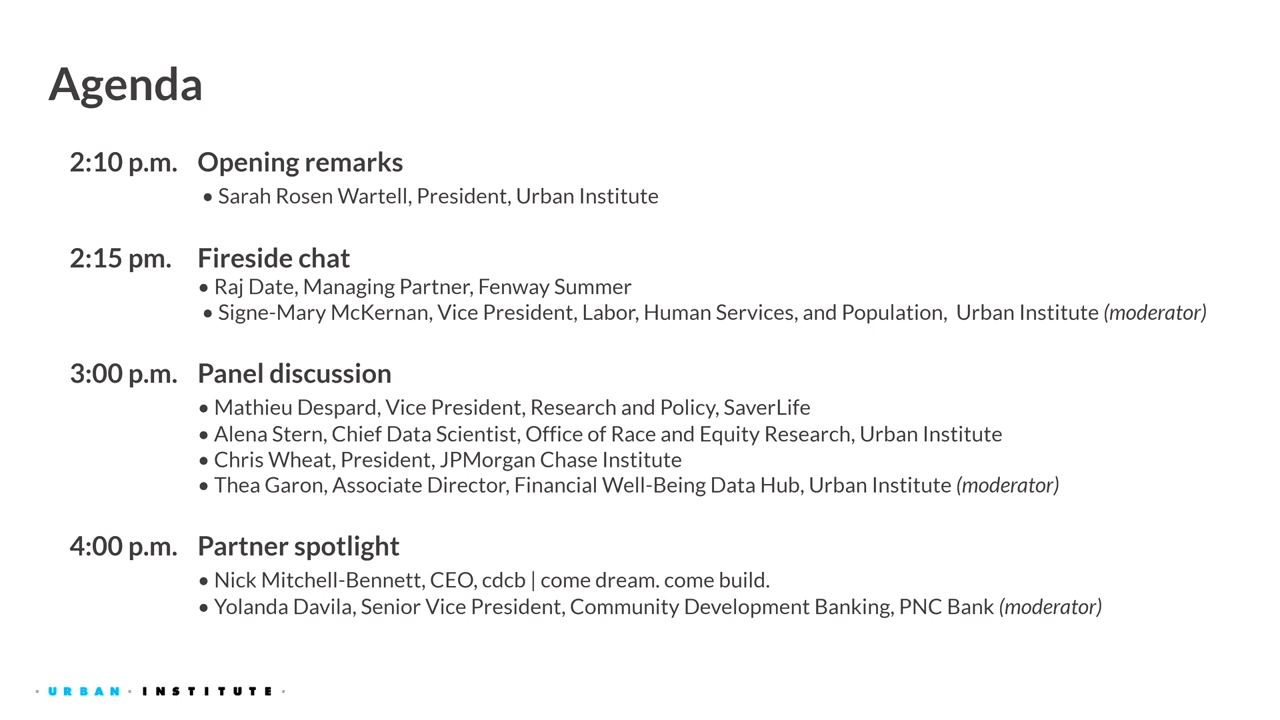 Agenda
2:10 p.m. Opening remarks
• Sarah Rosen Wartell, President, Urban Institute
2:15 pm. Fireside chat
• Raj Date, Managing Partner, Fenway Summer
• Signe-Mary McKernan, Vice President, Labor, Human Services, and Population, Urban Institute (moderator)
3:00 p.m. Panel discussion
• Mathieu Despard, Vice President, Research and Policy, SaverLife
• Alena Stern, Chief Data Scientist, Office of Race and Equity Research, Urban Institute
• Chris Wheat, President, JPMorgan Chase Institute
• Thea Garon, Associate Director, Financial Well-Being Data Hub, Urban Institute (moderator)
4:00 p.m. Partner spotlight
• Nick Mitchell-Bennett, CEO, cdcb | come dream. come build.
• Yolanda Davila, Senior Vice President, Community Development Banking, PNC Bank (moderator)
· URBAN · INSTITUTE ·